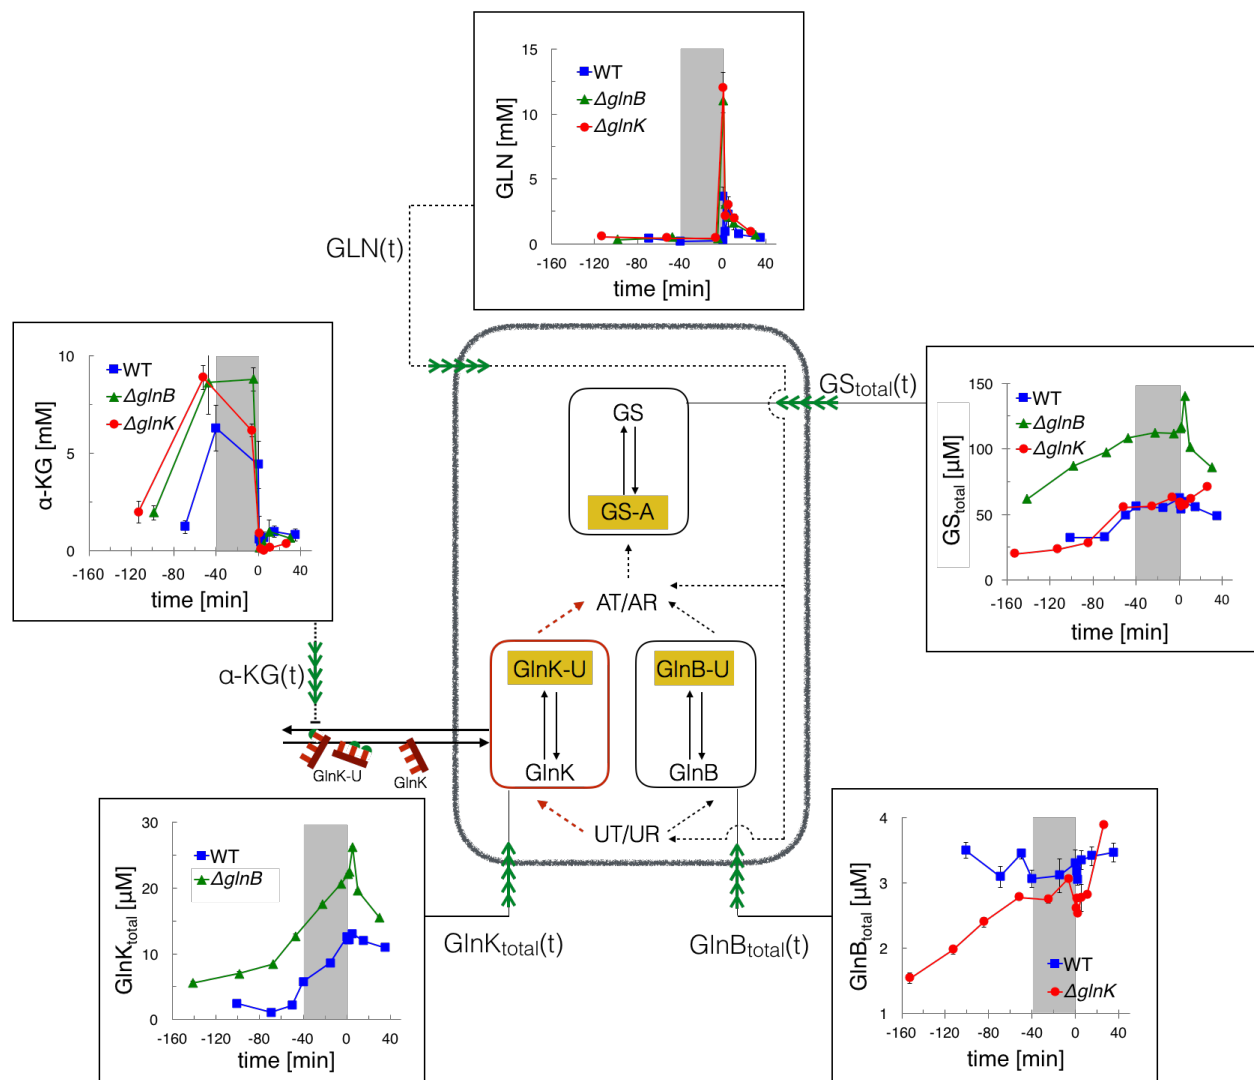 15
10
5
0
GLN [mM]
WT
ΔglnB
ΔglnK
-160 -120 -80 -40 0 40
time [min]
GLN(t)
10
5
0
α-KG [mM]
WT
ΔglnB
ΔglnK
-160 -120 -80 -40 0 40
time [min]
α-KG(t)
GStotal(t)
150
100
50
0
GStotal [µM]
WT
ΔglnB
ΔglnK
-160 -120 -80 -40 0 40
time [min]
GS
GS-A
AT/AR
GlnK-U
GlnB-U
GlnK
GlnB
UT/UR
GlnK-U
GlnK
30
20
10
0
GlnKtotal [µM]
WT
ΔglnB
-160 -120 -80 -40 0 40
time [min]
GlnKtotal(t)
GlnBtotal(t)
4
3
2
1
GlnBtotal [µM]
WT
ΔglnK
-160 -120 -80 -40 0 40
time [min]